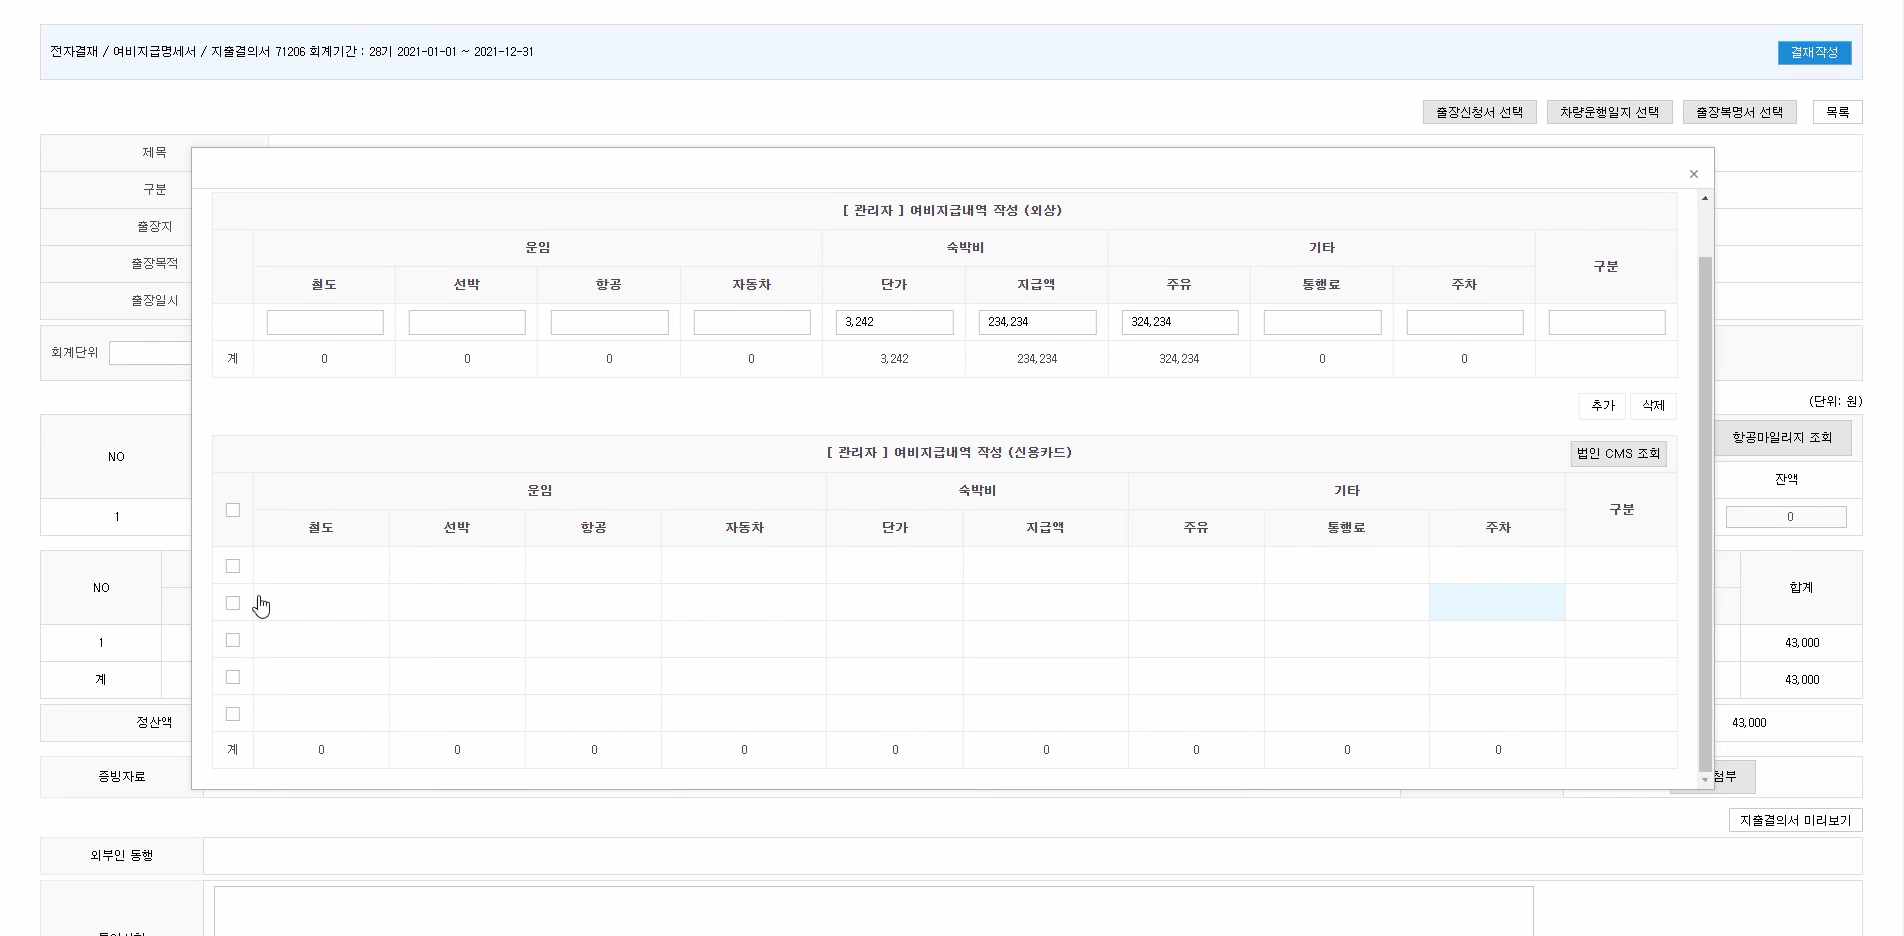 전자결재 / 여비지급명세서 / 지출결의서 71206 회계기간 : 28기 2021-01-01 ~ 2021-12-31
결재작성
출장신청서 선택 차량운행일지 선택 출장복명서 선택 목록
제목
구분
출장지
출장목적
출장일시
회계단위
×
[ 관리자 ] 여비지급내역 작성 (외상)
운임 숙박비 기타 구분
철도 선박 항공 자동차 단가 지급액 주유 통행료 주차
3,242 234,234 324,234
계 0 0 0 0 3,242 234,234 324,234 0 0
추가 삭제
(단위: 원)
[ 관리자 ] 여비지급내역 작성 (신용카드)
법인 CMS 조회
운임 숙박비 기타 구분
철도 선박 항공 자동차 단가 지급액 주유 통행료 주차
계 0 0 0 0 0 0 0 0 0
NO
항공마일리지 조회
잔액
1 0
NO 합계
1 43,000
계 43,000
정산액 43,000
증빙자료 첨부
지출결의서 미리보기
외부인 동행